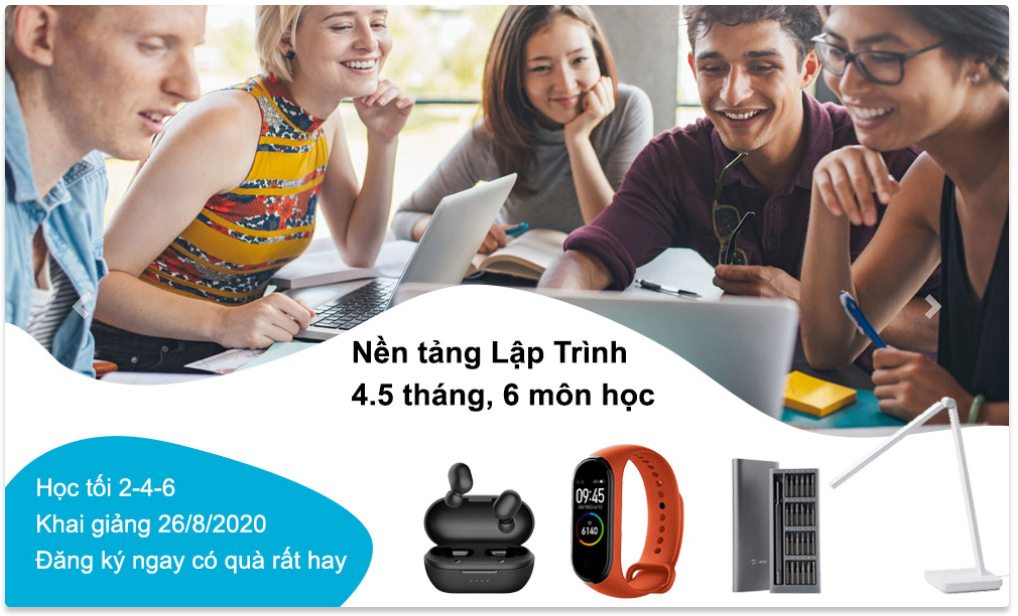 Nền tảng Lập Trình
4.5 tháng, 6 môn học
Học tối 2-4-6
Khai giảng 26/8/2020
Đăng ký ngay có quà rất hay
09:45
6140